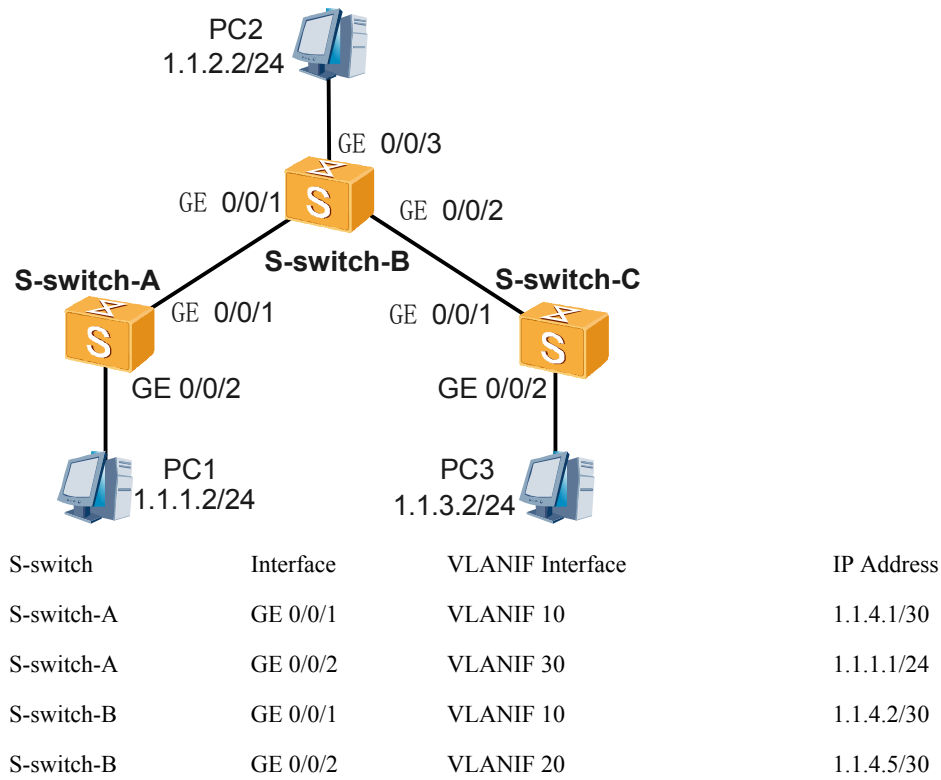 PC2
1.1.2.2/24
GE 0/0/3
GE 0/0/1
S
GE 0/0/2
S-switch-B
S-switch-A
S-switch-C
GE 0/0/1
GE 0/0/1
S
S
GE 0/0/2
GE 0/0/2
PC1
1.1.1.2/24
PC3
1.1.3.2/24
S-switch Interface VLANIF Interface IP Address
S-switch-A GE 0/0/1 VLANIF 10 1.1.4.1/30
S-switch-A GE 0/0/2 VLANIF 30 1.1.1.1/24
S-switch-B GE 0/0/1 VLANIF 10 1.1.4.2/30
S-switch-B GE 0/0/2 VLANIF 20 1.1.4.5/30